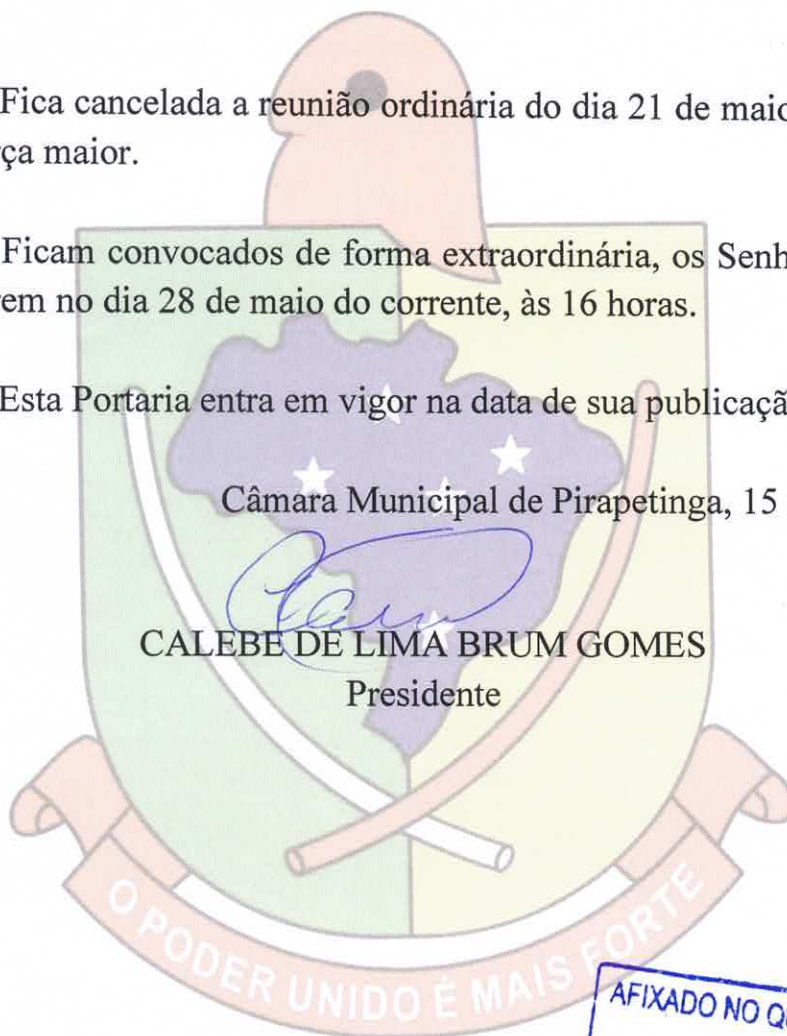 Fica cancelada a reunião ordinária do dia 21 de maio
ça maior.
Ficam convocados de forma extraordinária, os Senh
rem no dia 28 de maio do corrente, às 16 horas.
Esta Portaria entra em vigor na data de sua publicaçã
Câmara Municipal de Pirapetinga, 15
CALEBE DE LIMA BRUM GOMES
Presidente
O PODER UNIDO É MAIS FORTE
AFIXADO NO Q